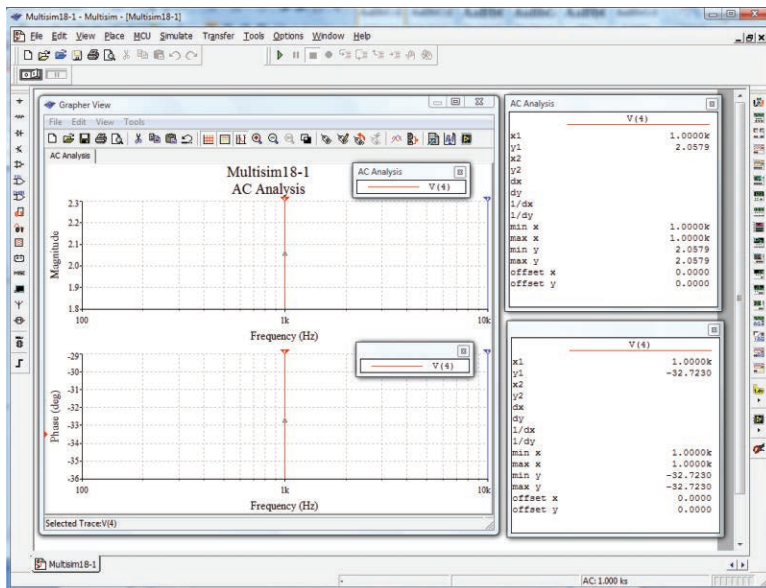 Multisim18-1 - Multisim - [Multisim18-1]
File Edit View Place MCU Simulate Transfer Tools Options Window Help
Grapher View
File Edit View Tools
AC Analysis
Multisim18-1
AC Analysis
AC Analysis
V(4)
2.3
2.2
2.1
2.0
1.9
1.8
Magnitude
100
1k
10k
Frequency (Hz)
V(4)
-29
-30
-31
-32
-33
-34
-35
-36
Phase (deg)
100
1k
10k
Frequency (Hz)
Selected Trace:V(4)
AC Analysis
V(4)
x1 1.0000k
y1 2.0579
x2
y2
dx
dy
1/dx
1/dy
min x 1.0000k
max x 1.0000k
min y 2.0579
max y 2.0579
offset x 0.0000
offset y 0.0000
V(4)
x1 1.0000k
y1 -32.7230
x2
y2
dx
dy
1/dx
1/dy
min x 1.0000k
max x 1.0000k
min y -32.7230
max y -32.7230
offset x 0.0000
offset y 0.0000
Multisim18-1
AC: 1.000 ks